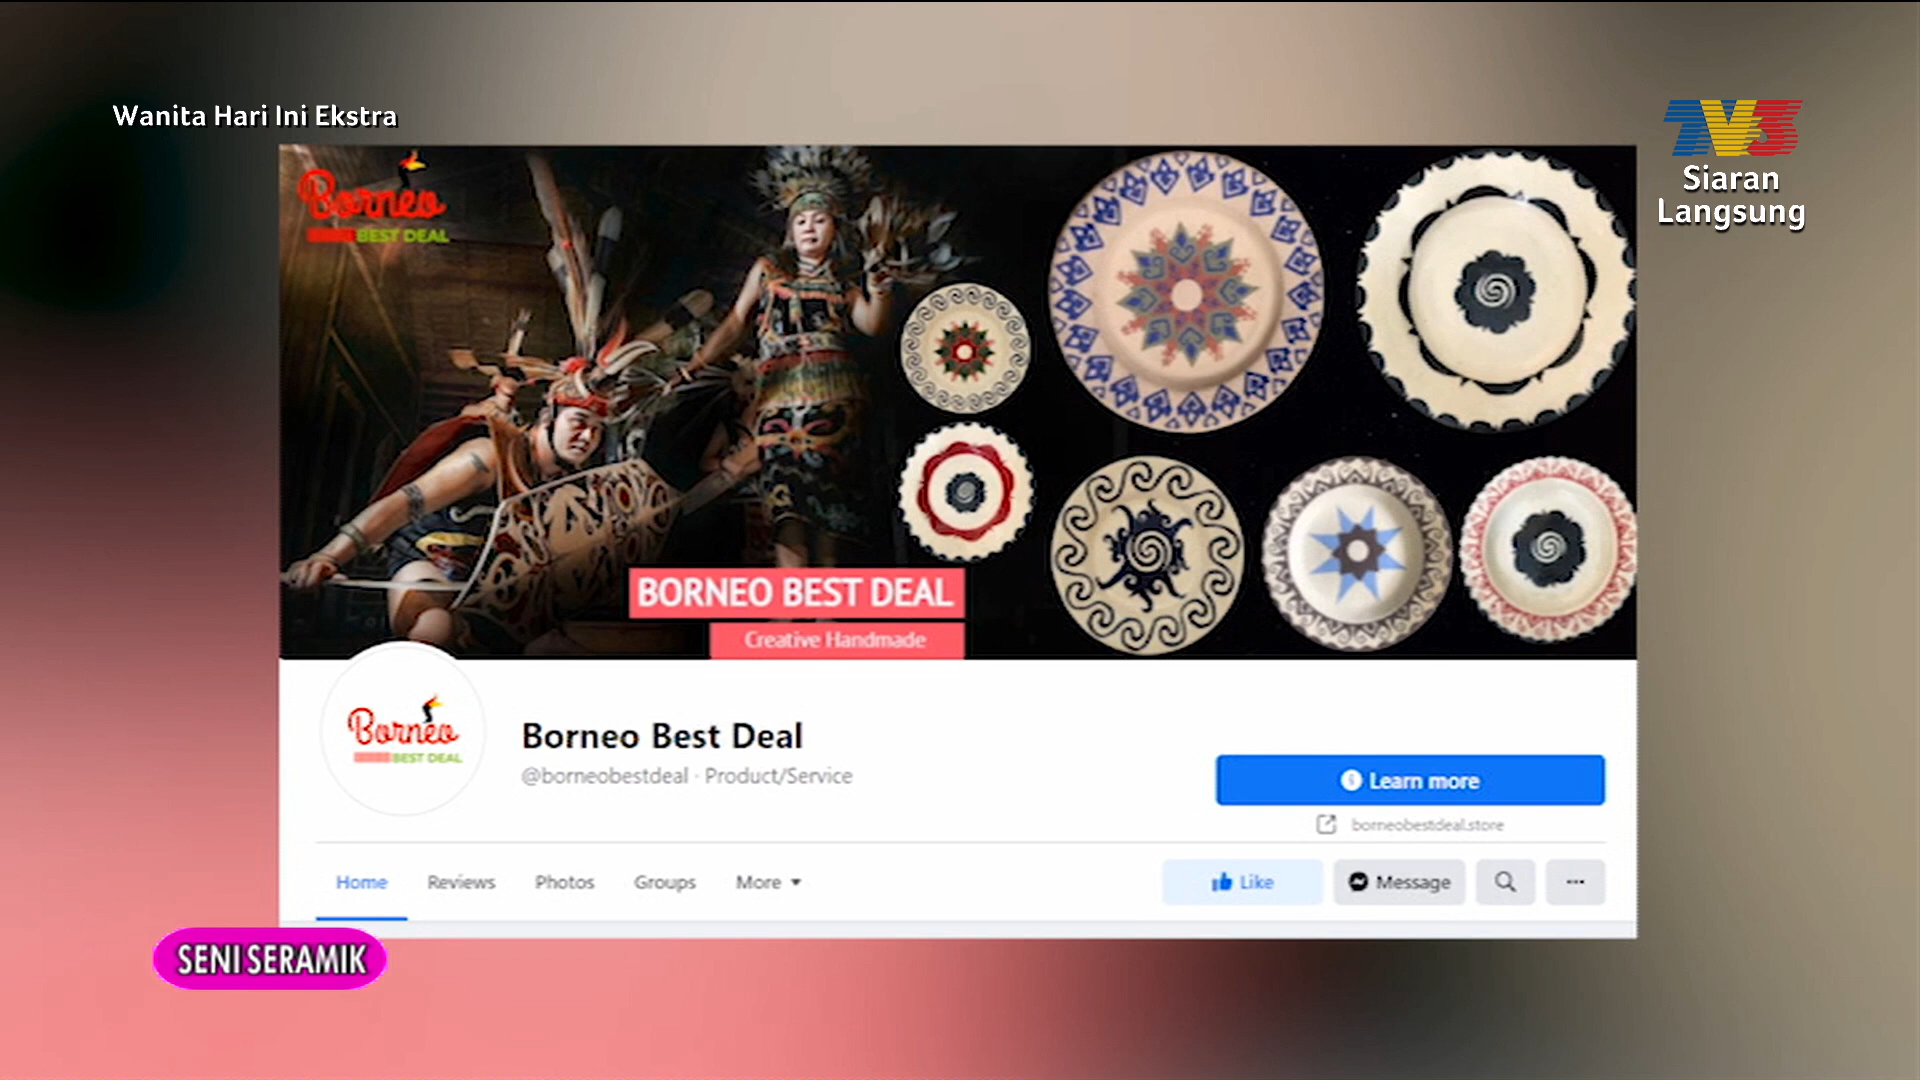 Wanita Hari Ini Ekstra
TV3
Siaran
Langsung
Borneo
BEST DEAL
BORNEO BEST DEAL
Creative Handmade
Borneo
BEST DEAL
Borneo Best Deal
@borneobestdeal · Product/Service
Learn more
borneobestdeal.store
Home Reviews Photos Groups More
Like Message
SENI SERAMIK